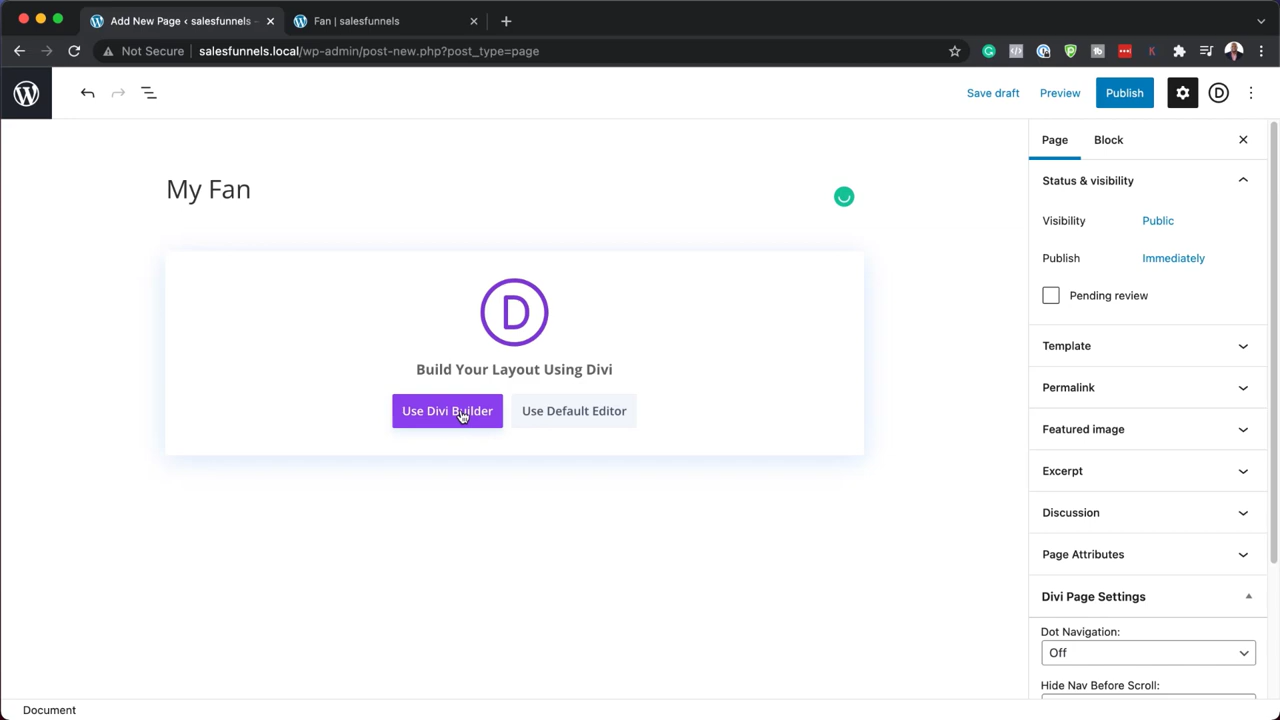 Add New Page ‹ salesfunnels –
Fan | salesfunnels
Not Secure
salesfunnels.local/wp-admin/post-new.php?post_type=page
Save draft
Preview
Publish
Page
Block
My Fan
Status & visibility
Visibility
Public
Publish
Immediately
Pending review
D
Build Your Layout Using Divi
Use Divi Builder
Use Default Editor
Template
Permalink
Featured image
Excerpt
Discussion
Page Attributes
Divi Page Settings
Dot Navigation:
Off
Hide Nav Before Scroll:
Document